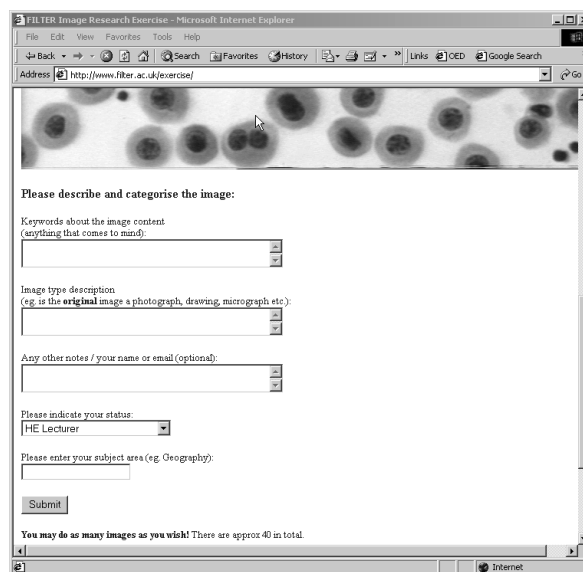 FILTER Image Research Exercise - Microsoft Internet Explorer
File Edit View Favorites Tools Help
Back Search Favorites History » Links OED Google Search
Address http://www.filter.ac.uk/exercise/ Go
Please describe and categorise the image:
Keywords about the image content
(anything that comes to mind):
Image type description
(eg. is the original image a photograph, drawing, micrograph etc.):
Any other notes / your name or email (optional):
Please indicate your status:
HE Lecturer
Please enter your subject area (eg. Geography):
Submit
You may do as many images as you wish! There are approx 40 in total.
Internet